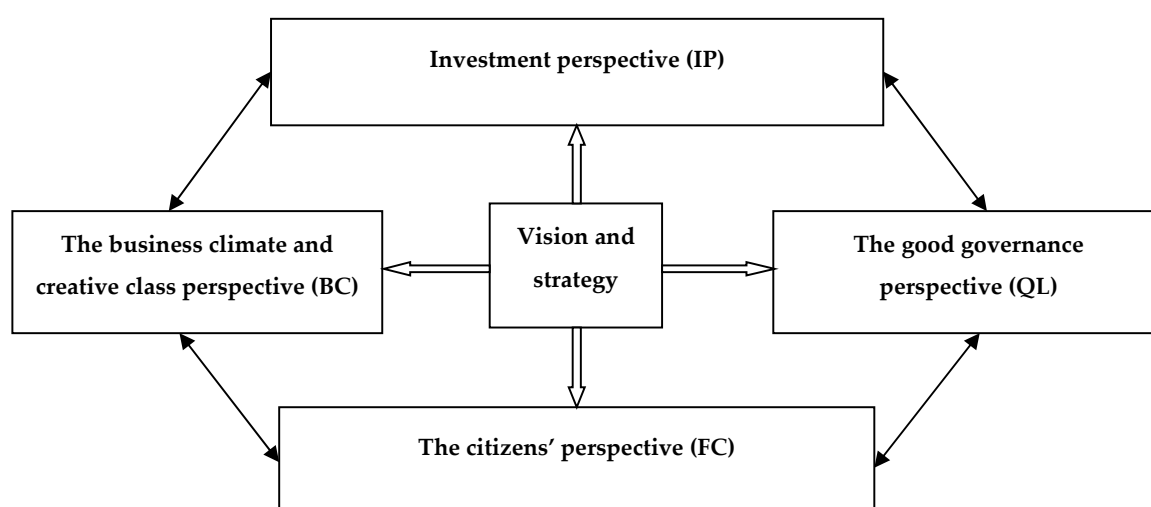 Investment perspective (IP)
The business climate and
creative class perspective (BC)
Vision and
strategy
The good governance
perspective (QL)
The citizens’ perspective (FC)